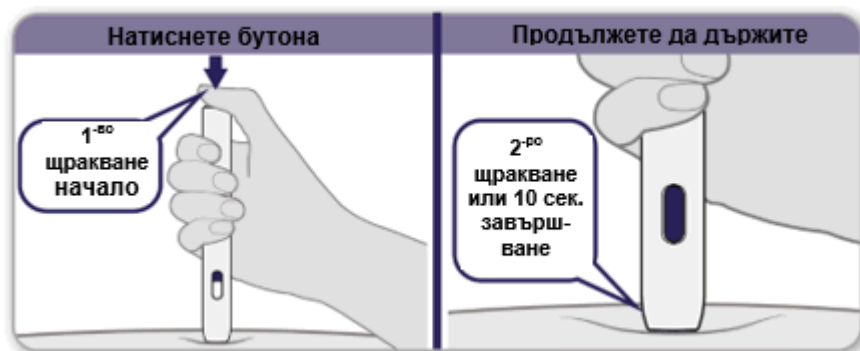 Натиснете бутона
1-во
щракване
начало
Продължете да държите
2-ро
щракване
или 10 сек.
завърш-
ване